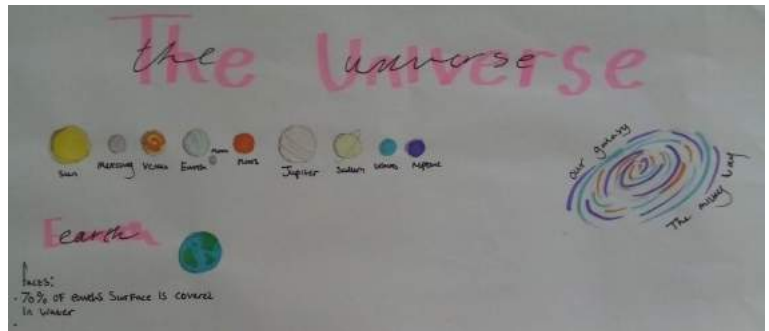 The Universe
the universe
Sun Mercury Venus Earth Moon Mars Jupiter Saturn Uranus Neptune
Our galaxy
The milky way
Earth
earth
Facts:
. 70% of earths surface is covered
in water
.